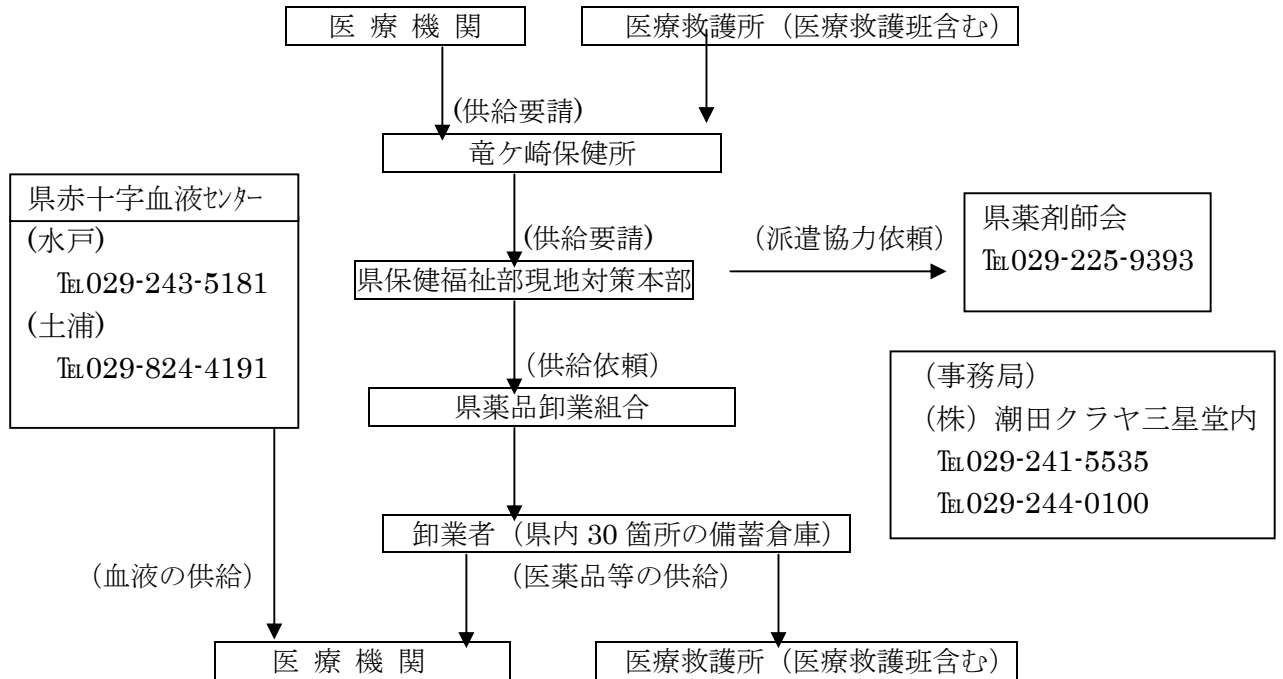 医 療 機 関
医療救護所（医療救護班含む）
(供給要請)
竜ケ崎保健所
県赤十字血液ｾﾝﾀｰ
(水戸)
℡029-243-5181
(土浦)
℡029-824-4191
(供給要請)
（派遣協力依頼）
県薬剤師会
℡029-225-9393
県保健福祉部現地対策本部
(供給依頼)
県薬品卸業組合
（事務局）
（株）潮田クラヤ三星堂内
℡029-241-5535
℡029-244-0100
卸業者（県内 30 箇所の備蓄倉庫）
（血液の供給）
（医薬品等の供給）
医 療 機 関
医療救護所（医療救護班含む）